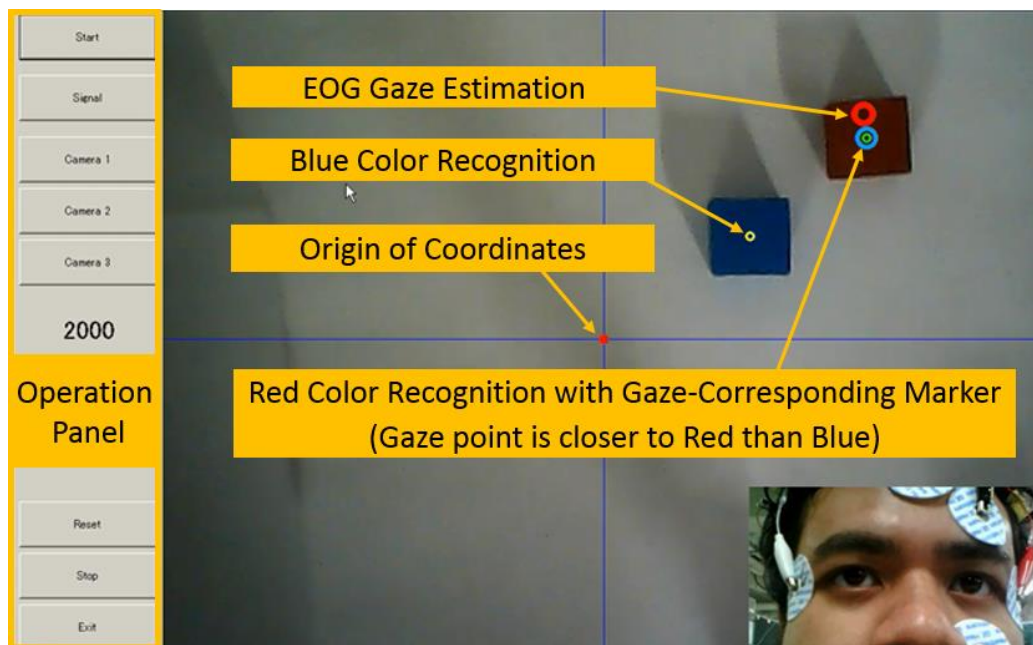 Start
Signal
Camera 1
Camera 2
Camera 3
2000
Operation
Panel
Reset
Stop
Exit
EOG Gaze Estimation
Blue Color Recognition
Origin of Coordinates
Red Color Recognition with Gaze-Corresponding Marker
(Gaze point is closer to Red than Blue)